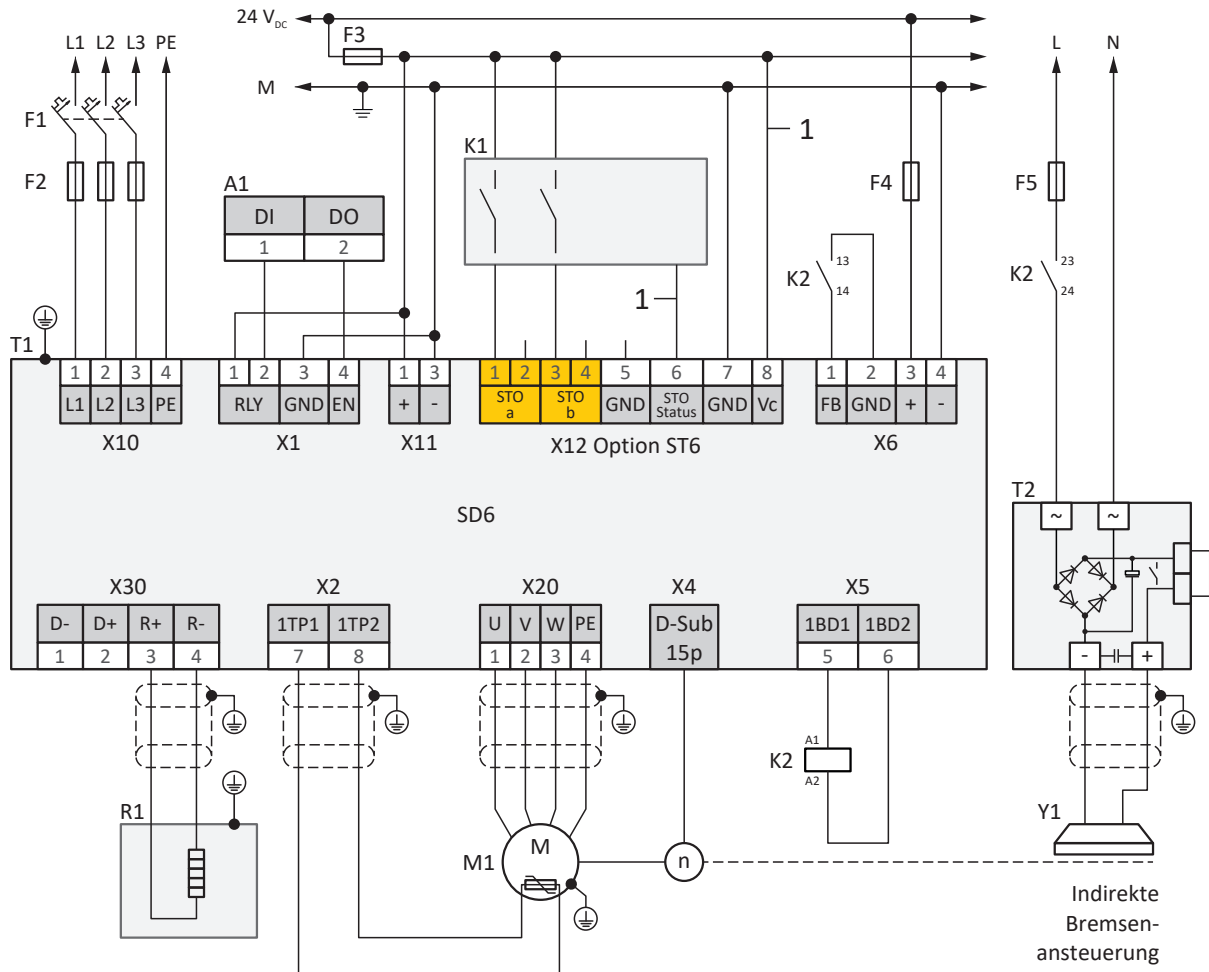 24 V DC
L1 L2 L3 PE
F3
L N
M
F1
1
K1
F2
A1
F4
F5
DI DO
1 2
K2 13
14
K2 23
24
1
T1
1 2 3 4
L1 L2 L3 PE
X10
1 2 3 4
RLY GND EN
X1
1 3
+ -
X11
1 2 3 4 5 6 7 8
STO a STO b GND STO Status GND Vc
X12 Option ST6
1 2 3 4
FB GND + -
X6
T2
~ ~
SD6
X30
D- D+ R+ R-
1 2 3 4
X2
1TP1 1TP2
7 8
X20
U V W PE
1 2 3 4
X4
D-Sub
15p
X5
1BD1 1BD2
5 6
- +
A1
K2
A2
R1
Y1
M1
M
n
Indirekte
Bremsen-
ansteuerung